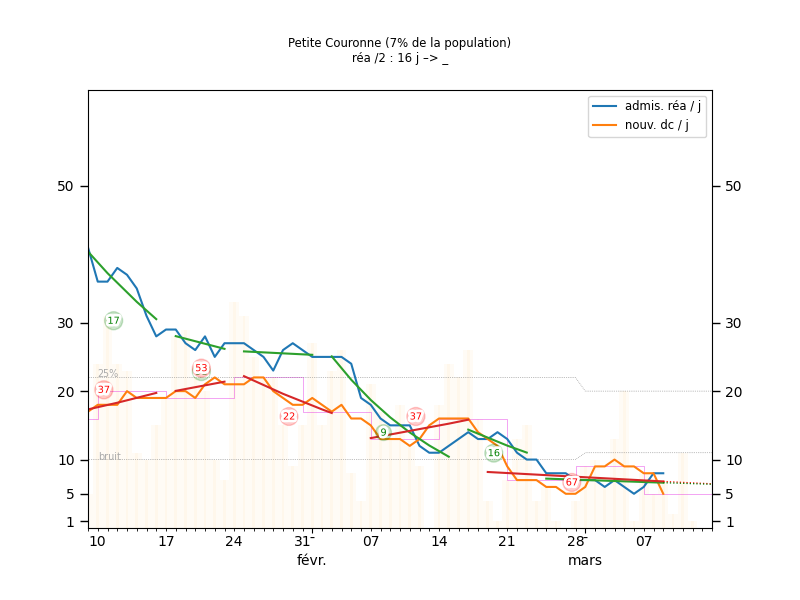 Petite Couronne (7% de la population)
réa /2 : 16 j –> _
admis. réa / j
nouv. dc / j
50 50
30 30
17
25%
53
37
20 20
22
37
9
16
bruit
10 10
67
5 5
1 1
10 17 24 31 07 14 21 28 07
févr. mars